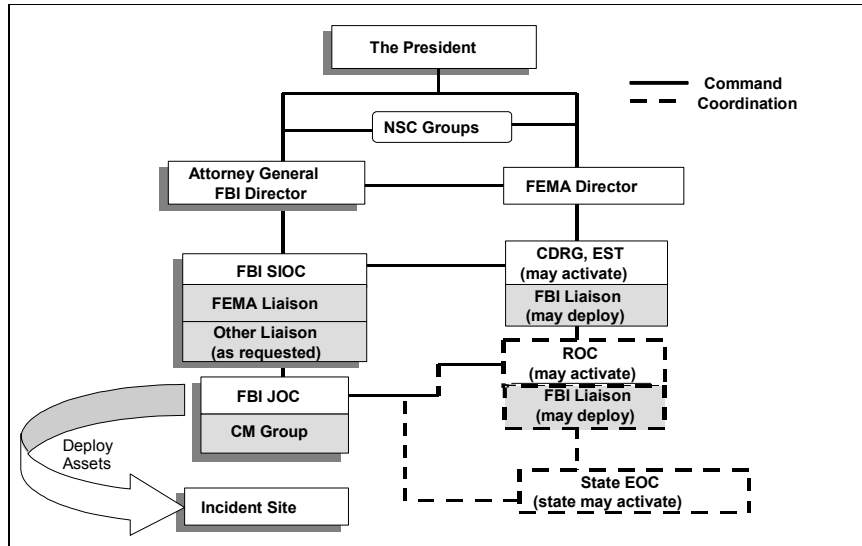 The President
Command
Coordination
NSC Groups
Attorney General
FBI Director
FEMA Director
FBI SIOC
FEMA Liaison
Other Liaison
(as requested)
CDRG, EST
(may activate)
FBI Liaison
(may deploy)
ROC
(may activate)
FBI Liaison
(may deploy)
FBI JOC
CM Group
Deploy
Assets
State EOC
(state may activate)
Incident Site